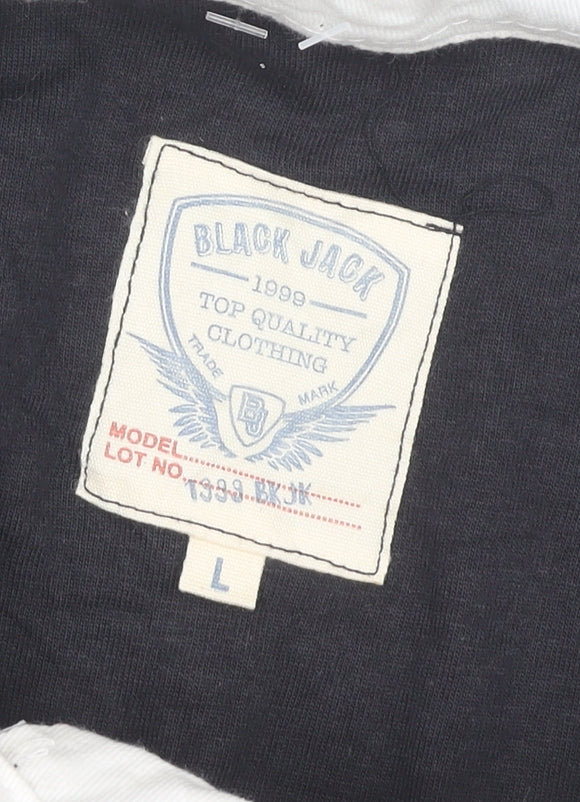 BLACK JACK
1999
TOP QUALITY
CLOTHING
TRADE MARK
BJ
MODEL
LOT NO.
1999 BKJK
L